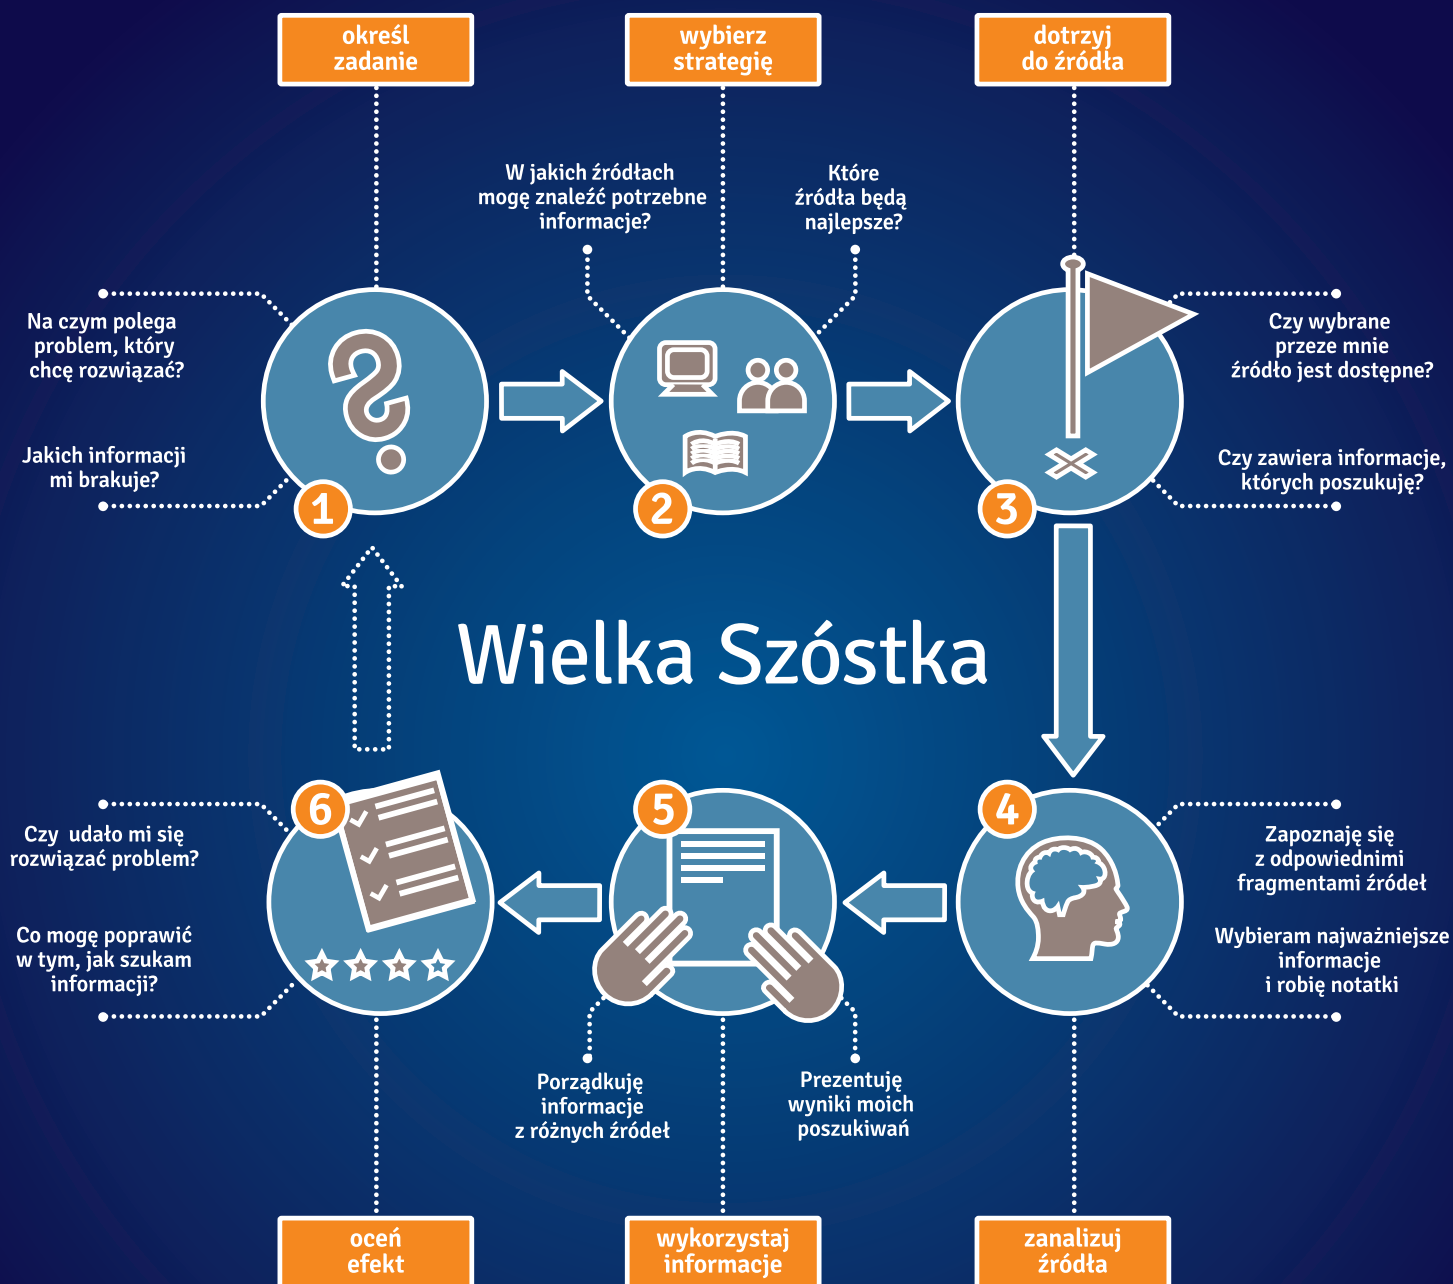 określ
zadanie
wybierz
strategię
dotrzyj
do źródła
W jakich źródłach
mogę znaleźć potrzebne
informacje?
Które
źródła będą
najlepsze?
Na czym polega
problem, który
chcę rozwiązać?
Jakich informacji
mi brakuje?
Czy wybrane
przeze mnie
źródło jest dostępne?
Czy zawiera informacje,
których poszukuję?
1
2
3
Wielka Szóstka
6
5
4
Czy udało mi się
rozwiązać problem?
Co mogę poprawić
w tym, jak szukam
informacji?
Zapoznaję się
z odpowiednimi
fragmentami źródeł
Wybieram najważniejsze
informacje
i robię notatki
Porządkuję
informacje
z różnych źródeł
Prezentuję
wyniki moich
poszukiwań
oceń
efekt
wykorzystaj
informacje
zanalizuj
źródła